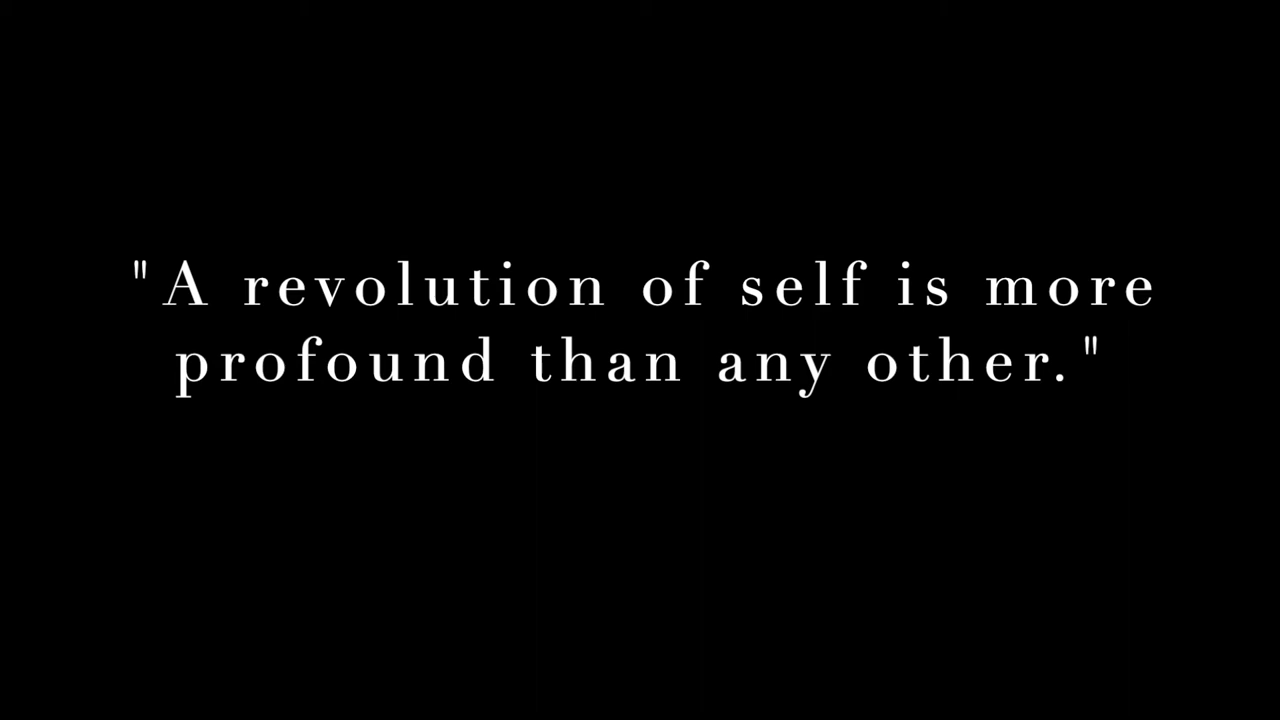 "A revolution of self is more
profound than any other."